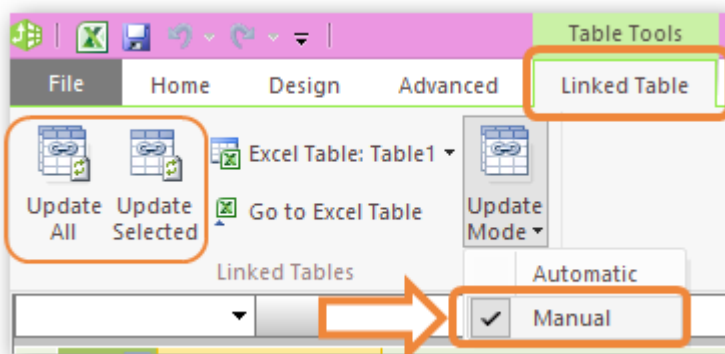 Table Tools
File Home Design Advanced Linked Table
Excel Table: Table1
Update All
Update Selected
Go to Excel Table
Update Mode
Linked Tables
Automatic
Manual